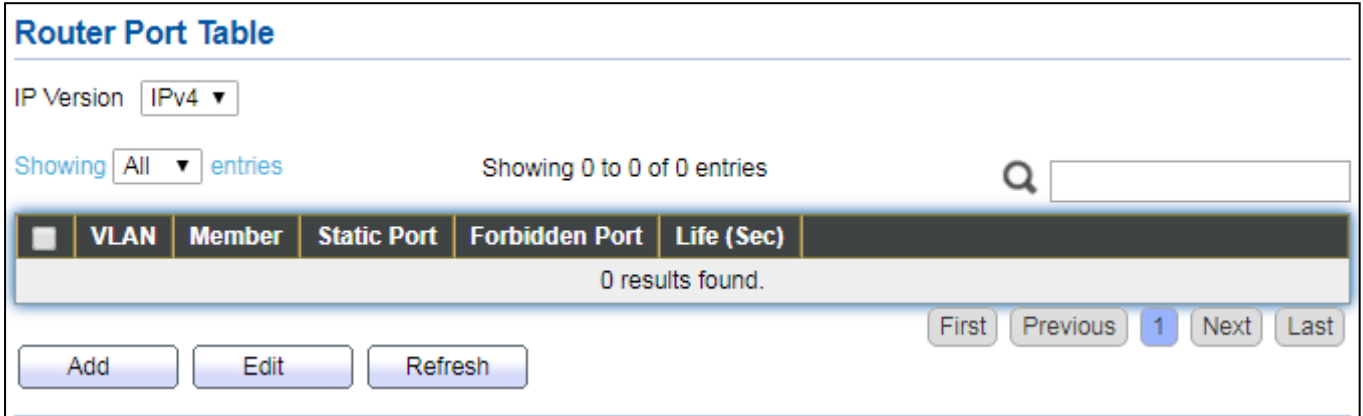 Router Port Table
IP Version IPv4
Showing All entries Showing 0 to 0 of 0 entries
VLAN Member Static Port Forbidden Port Life (Sec)
0 results found.
First Previous 1 Next Last
Add Edit Refresh